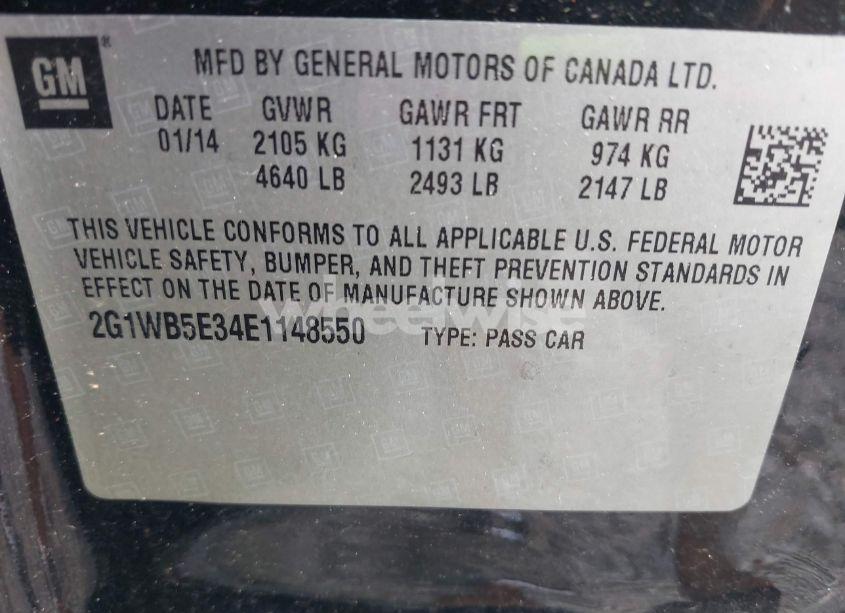 GM ®
MFD BY GENERAL MOTORS OF CANADA LTD.
DATE GVWR GAWR FRT GAWR RR
01/14 2105 KG 1131 KG 974 KG
4640 LB 2493 LB 2147 LB
THIS VEHICLE CONFORMS TO ALL APPLICABLE U.S. FEDERAL MOTOR
VEHICLE SAFETY, BUMPER, AND THEFT PREVENTION STANDARDS IN
EFFECT ON THE DATE OF MANUFACTURE SHOWN ABOVE.
wheelwise
2G1WB5E34E1148550 TYPE: PASS CAR